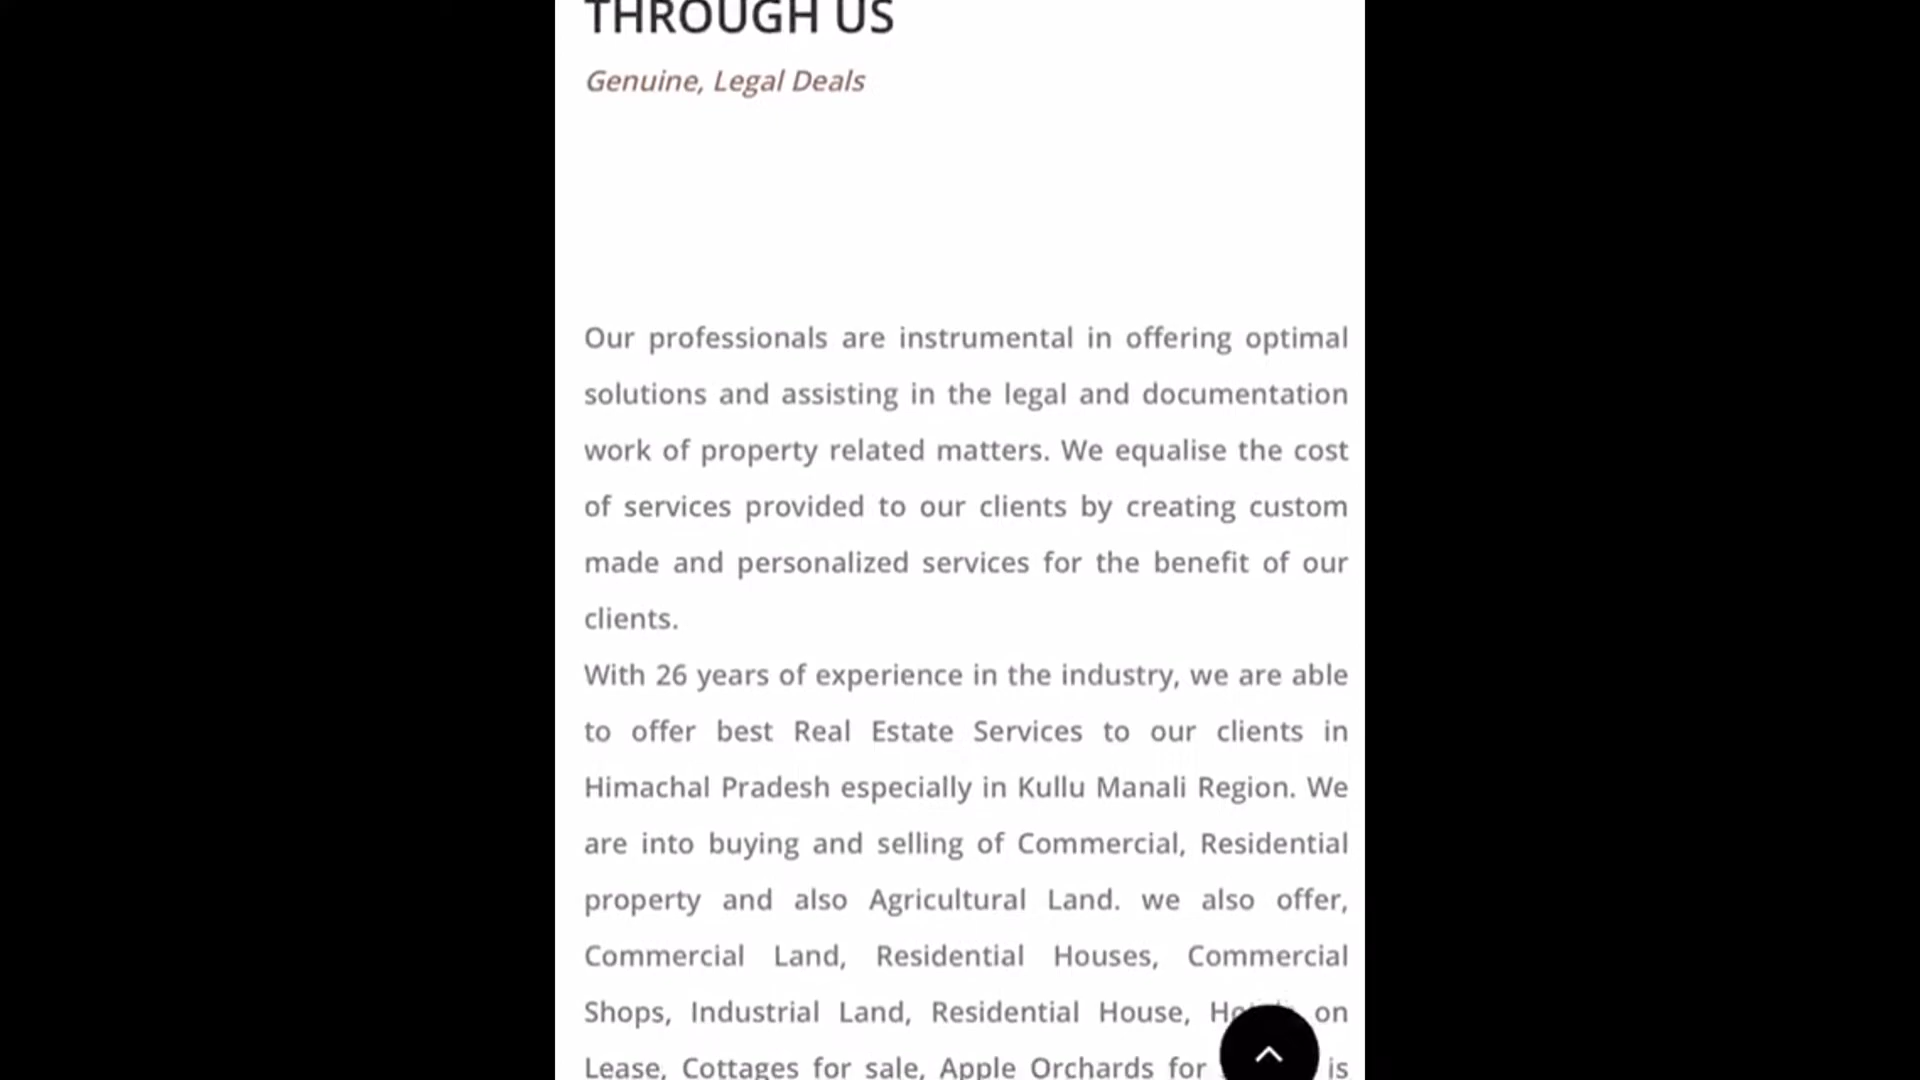 THROUGH US
Genuine, Legal Deals
Our professionals are instrumental in offering optimal
solutions and assisting in the legal and documentation
work of property related matters. We equalise the cost
of services provided to our clients by creating custom
made and personalized services for the benefit of our
clients.
With 26 years of experience in the industry, we are able
to offer best Real Estate Services to our clients in
Himachal Pradesh especially in Kullu Manali Region. We
are into buying and selling of Commercial, Residential
property and also Agricultural Land. we also offer,
Commercial Land, Residential Houses, Commercial
Shops, Industrial Land, Residential House, on
Lease, Cottages for sale, Apple Orchards for is